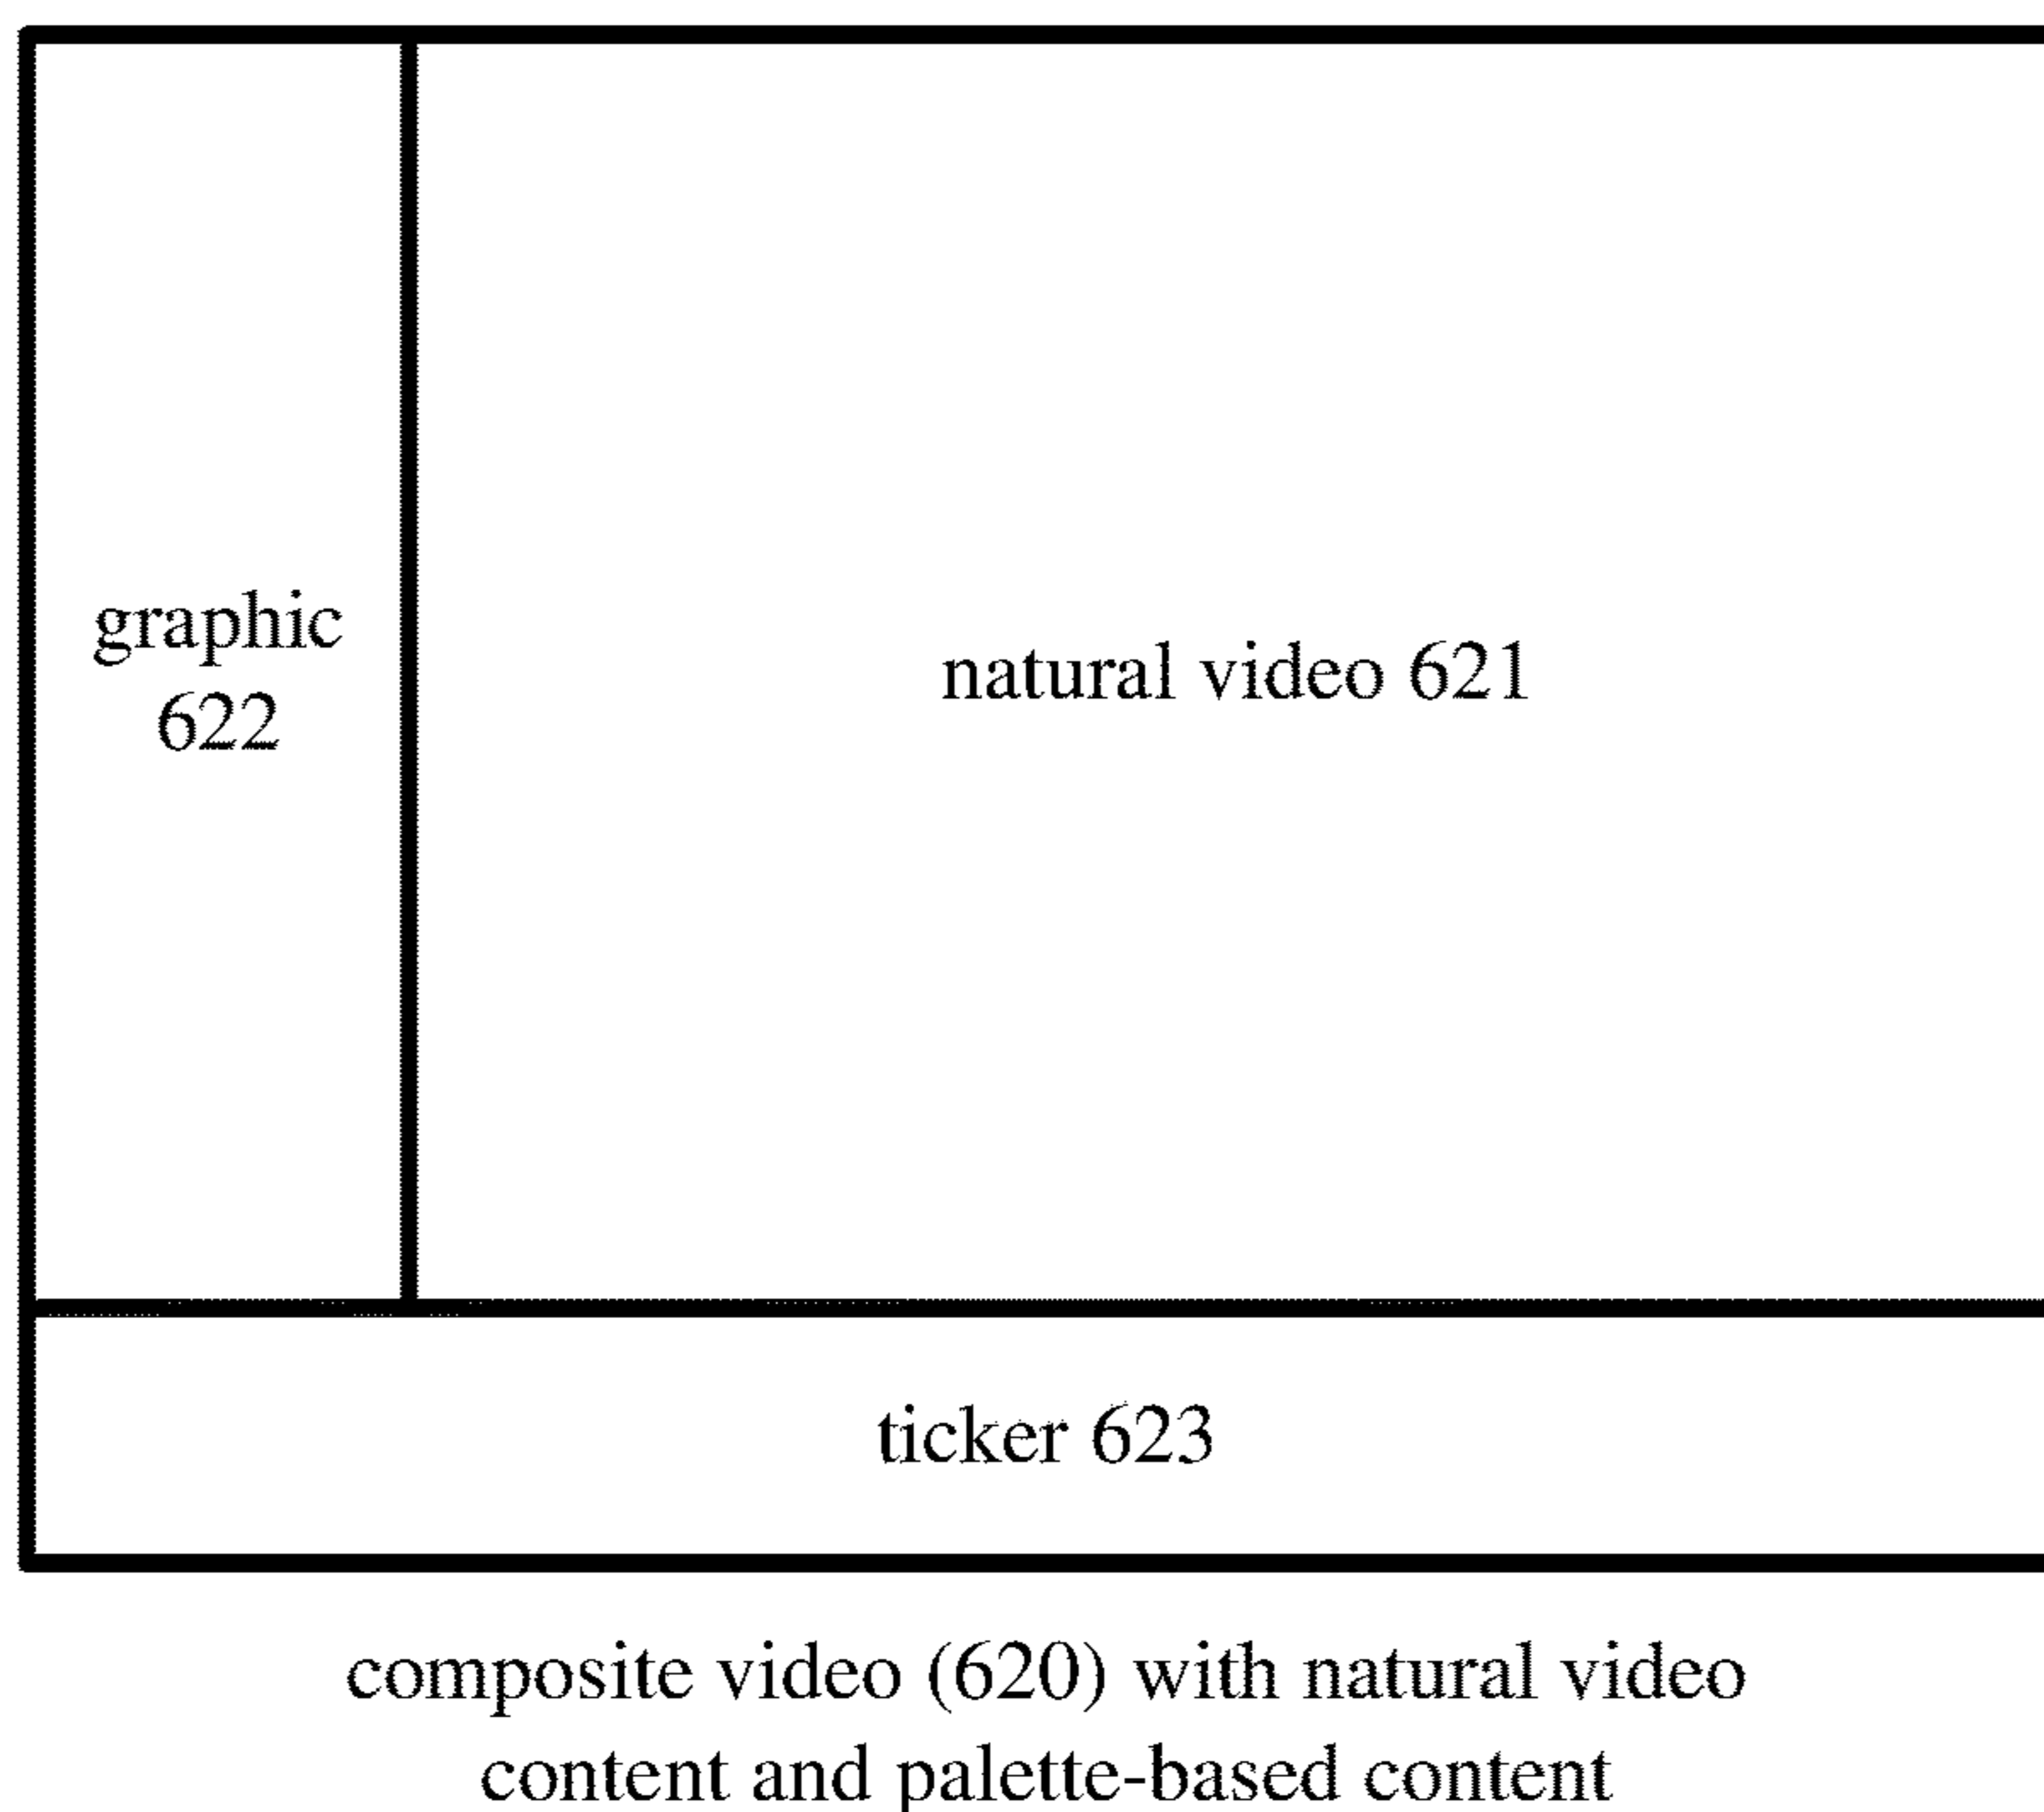 graphic
622
natural video 621
ticker 623
composite video (620) with natural video
content and palette-based content